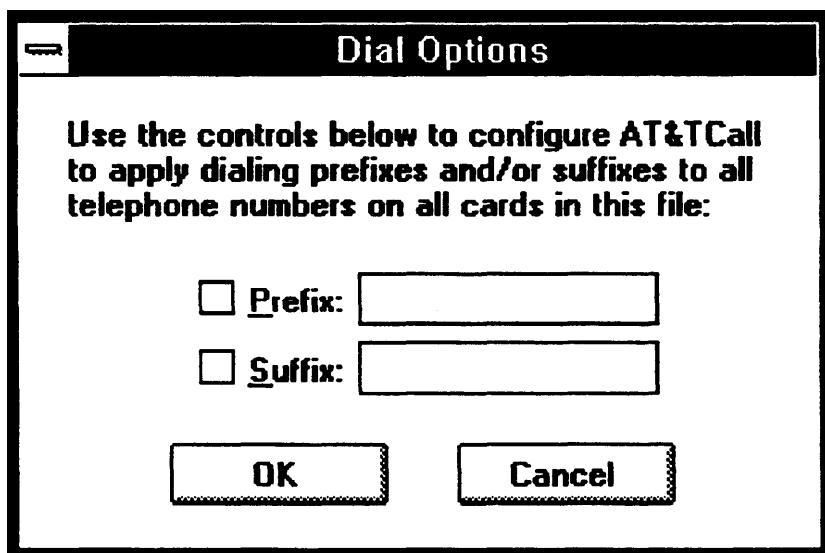 Dial Options
Use the controls below to configure AT&TCall
to apply dialing prefixes and/or suffixes to all
telephone numbers on all cards in this file:
Prefix:
Suffix:
OK Cancel